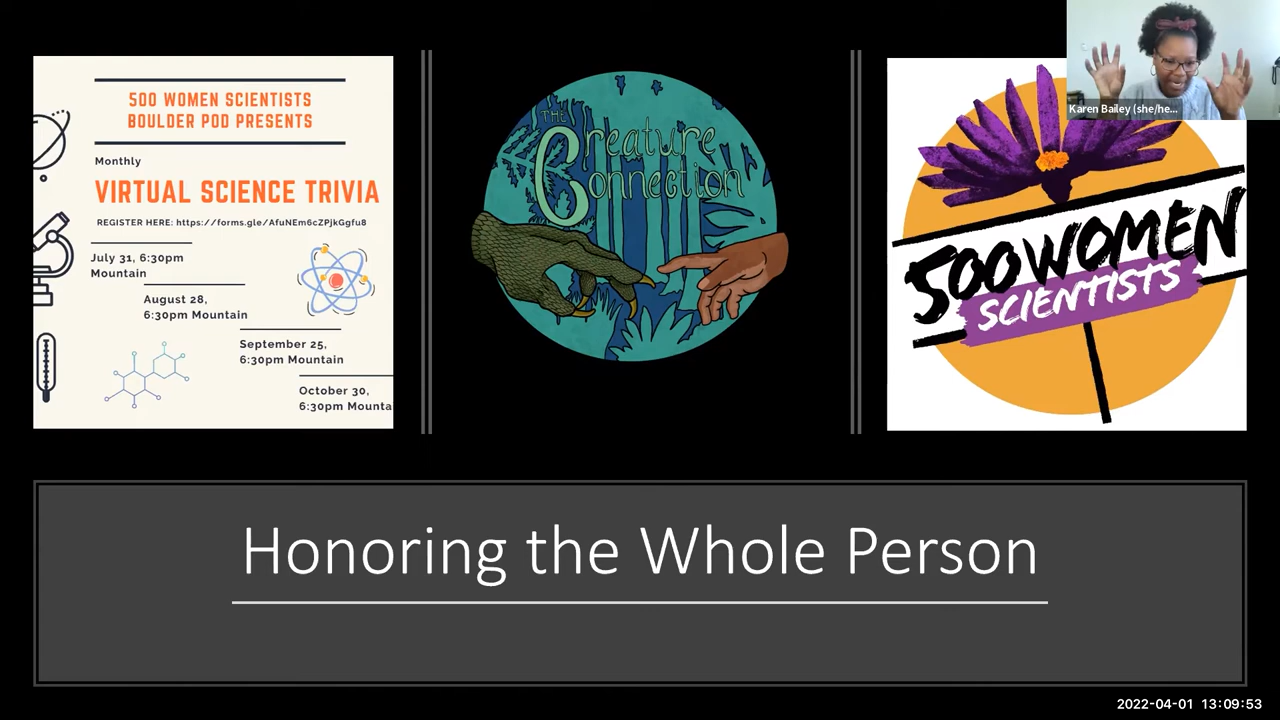 500 WOMEN SCIENTISTS
BOULDER POD PRESENTS
Monthly
VIRTUAL SCIENCE TRIVIA
REGISTER HERE: https://forms.gle/AfuNEm6cZPjkGgfu8
July 31, 6:30pm
Mountain
August 28,
6:30pm Mountain
September 25,
6:30pm Mountain
October 30,
6:30pm Mounta
THE
Creature
Connection
500 WOMEN
SCIENTISTS
Karen Bailey (she/he...
Honoring the Whole Person
2022-04-01 13:09:53